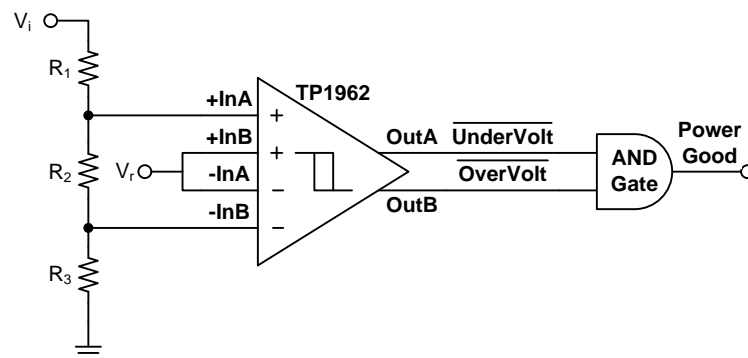 Vi
R1
TP1962
+InA
+
+InB
+
OutA
UnderVolt
Power
Good
R2
Vr
-InA
−
AND
Gate
OverVolt
-InB
−
OutB
R3